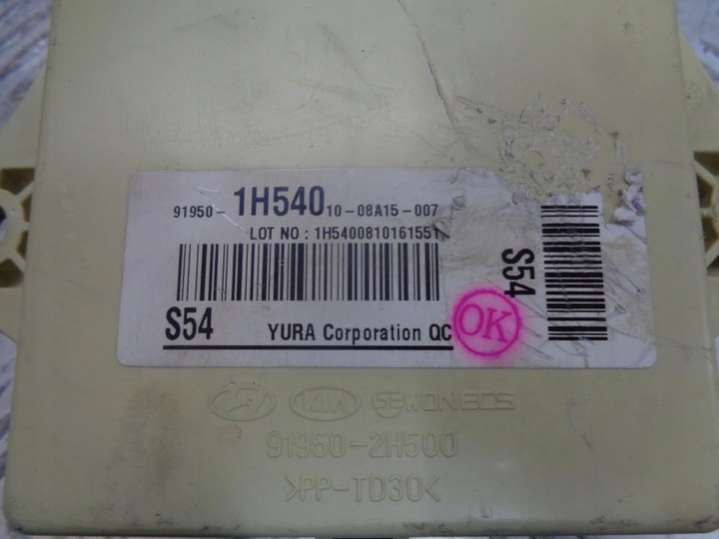 91950- 1H540 10-08A15-007
LOT NO : 1H5400810161551
S54 YURA Corporation QC
OK
S54
KIA SEWONECS
91950-2H500
>PP-TD30<